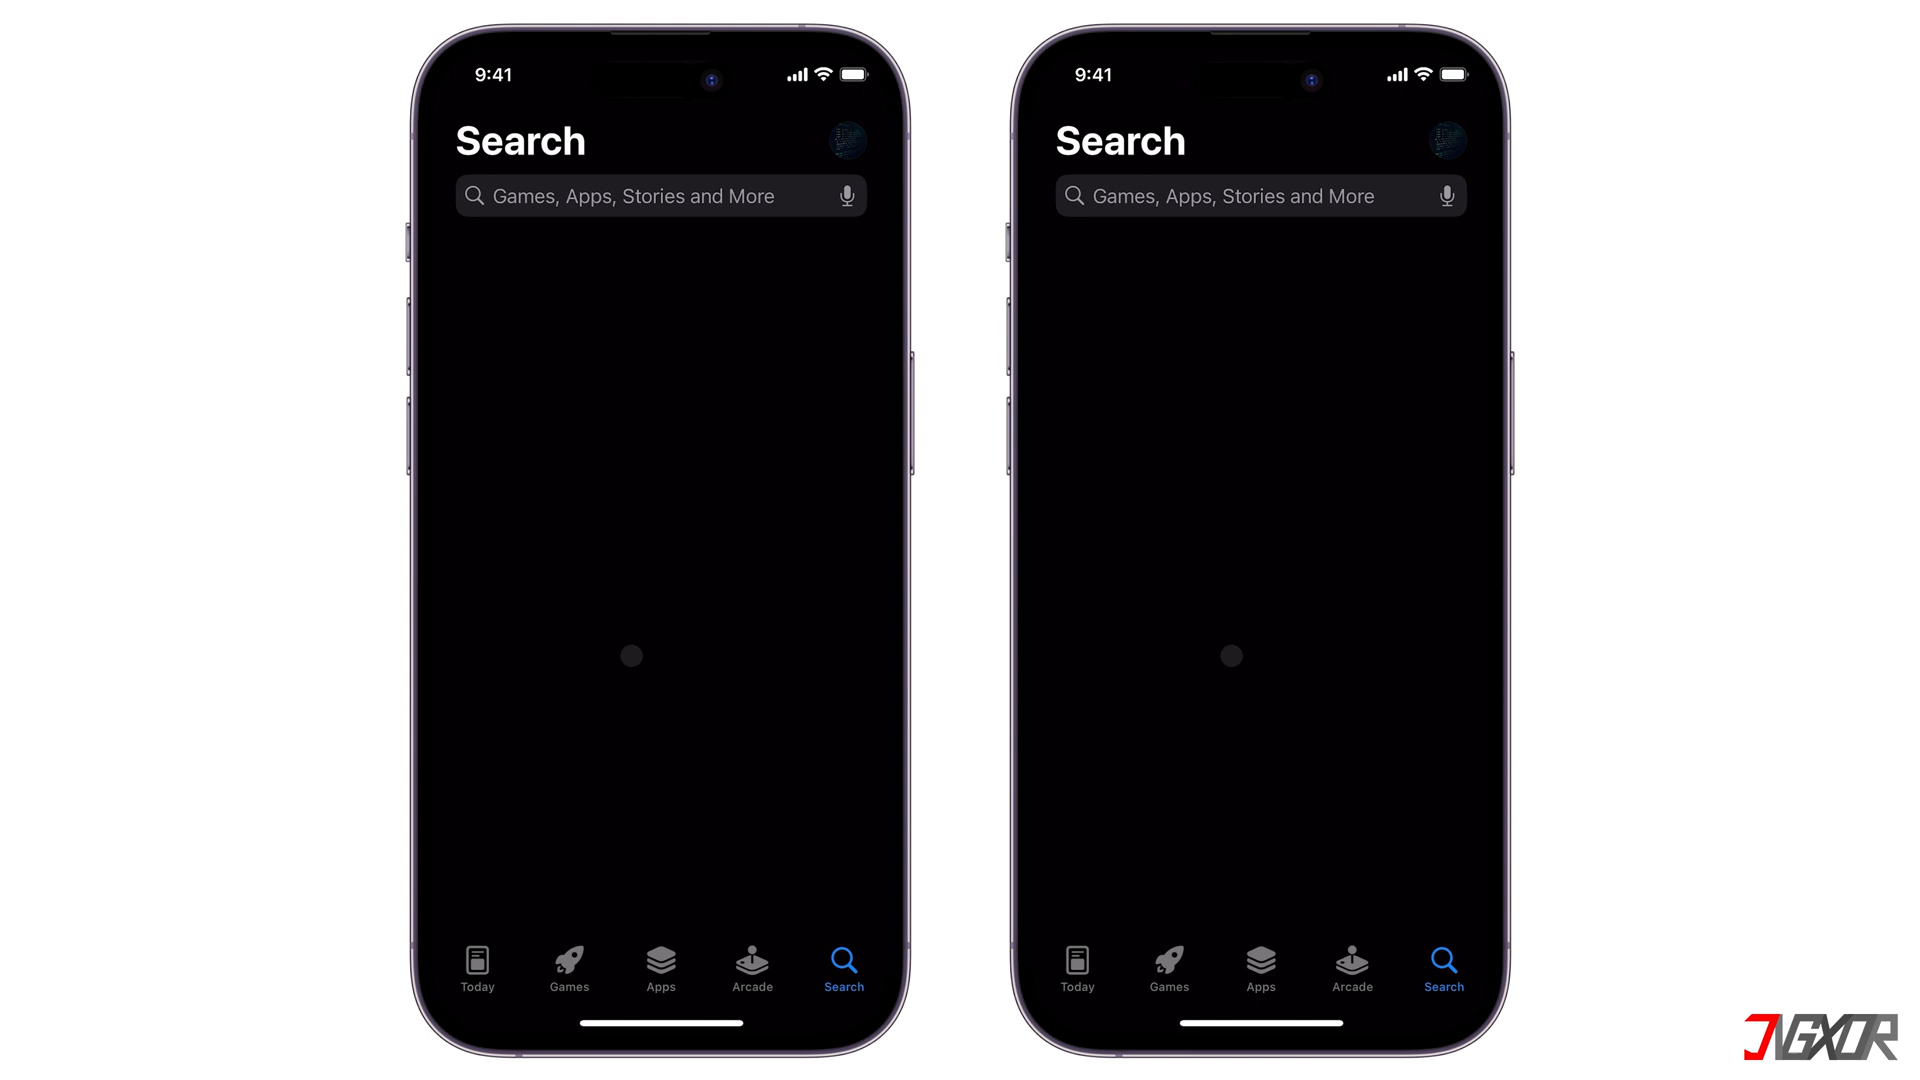 9:41
Search
Games, Apps, Stories and More
Today
Games
Apps
Arcade
Search
9:41
Search
Games, Apps, Stories and More
Today
Games
Apps
Arcade
Search
JVGXOR